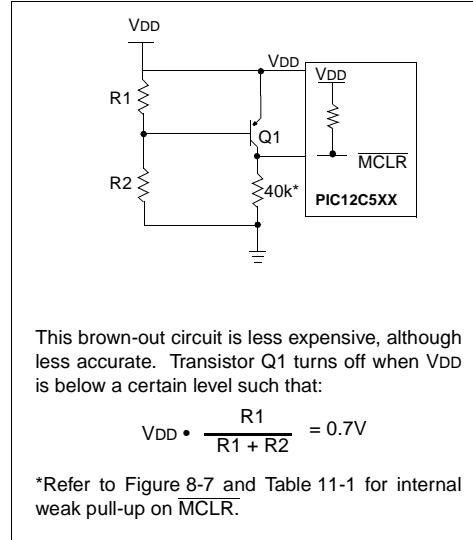 VDD
VDD
VDD
R1
Q1
MCLR
R2
40k*
PIC12C5XX
This brown-out circuit is less expensive, although
less accurate. Transistor Q1 turns off when VDD
is below a certain level such that:
VDD • R1 / R1 + R2 = 0.7V
*Refer to Figure 8-7 and Table 11-1 for internal
weak pull-up on MCLR.